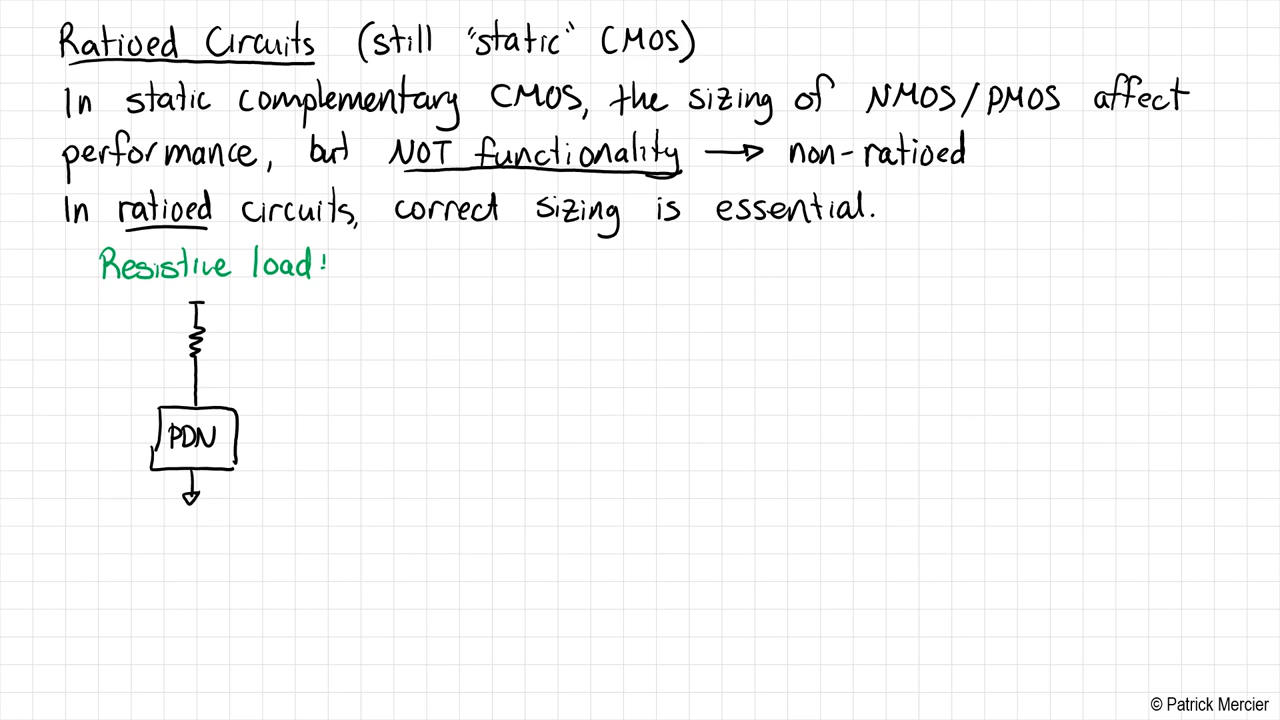 Ratioed Circuits (still "static" CMOS)
In static complementary CMOS, the sizing of NMOS/PMOS affect
performance, but NOT functionality → non-ratioed
In ratioed circuits, correct sizing is essential.
Resistive load:
PDN
© Patrick Mercier